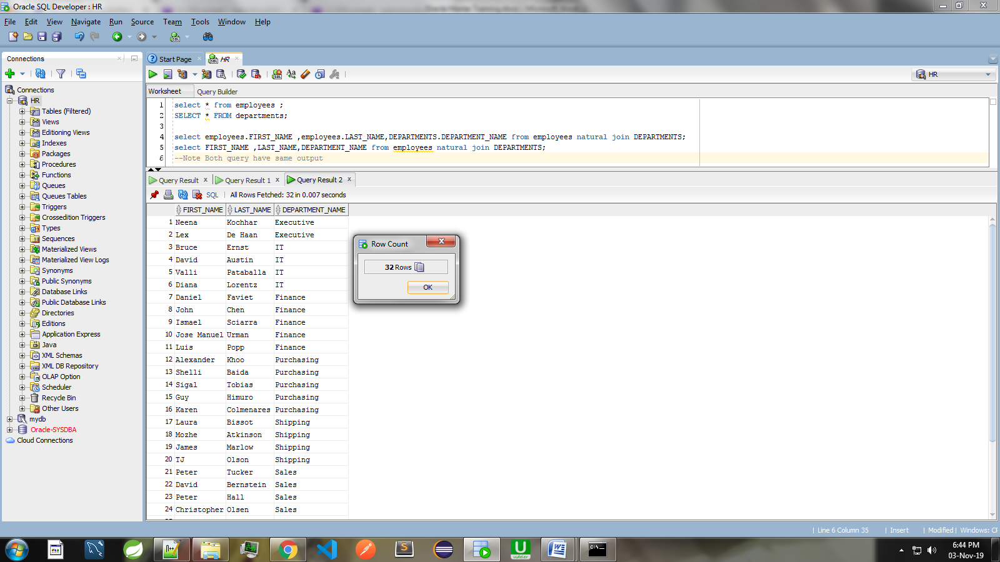 Oracle SQL Developer : HR
File Edit View Navigate Run Source Team Tools Window Help
Connections
Start Page
HR
HR
Worksheet Query Builder
Connections
HR
Tables (Filtered)
Views
Editioning Views
Indexes
Packages
Procedures
Functions
Queues
Queues Tables
Triggers
Crossedition Triggers
Types
Sequences
Materialized Views
Materialized View Logs
Synonyms
Public Synonyms
Database Links
Public Database Links
Directories
Editions
Application Express
Java
XML Schemas
XML DB Repository
OLAP Option
Scheduler
Recycle Bin
Other Users
mydb
Oracle-SYSDBA
Cloud Connections
1 select * from employees ;
2 SELECT * FROM departments;
3
4 select employees.FIRST_NAME ,employees.LAST_NAME,DEPARTMENTS.DEPARTMENT_NAME from employees natural join DEPARTMENTS;
5 select FIRST_NAME ,LAST_NAME,DEPARTMENT_NAME from employees natural join DEPARTMENTS;
6 --Note Both query have same output
Query Result x Query Result 1 x Query Result 2 x
SQL | All Rows Fetched: 32 in 0.007 seconds
FIRST_NAME LAST_NAME DEPARTMENT_NAME
1 Neena Kochhar Executive
2 Lex De Haan Executive
3 Bruce Ernst IT
4 David Austin IT
5 Valli Pataballa IT
6 Diana Lorentz IT
7 Daniel Faviet Finance
8 John Chen Finance
9 Ismael Sciarra Finance
10 Jose Manuel Urman Finance
11 Luis Popp Finance
12 Alexander Khoo Purchasing
13 Shelli Baida Purchasing
14 Sigal Tobias Purchasing
15 Guy Himuro Purchasing
16 Karen Colmenares Purchasing
17 Laura Bissot Shipping
18 Mozhe Atkinson Shipping
19 James Marlow Shipping
20 TJ Olson Shipping
21 Peter Tucker Sales
22 David Bernstein Sales
23 Peter Hall Sales
24 Christopher Olsen Sales
Row Count
32 Rows
OK
Line 6 Column 35 | Insert | Modified | Windows: CF
6:44 PM
03-Nov-19